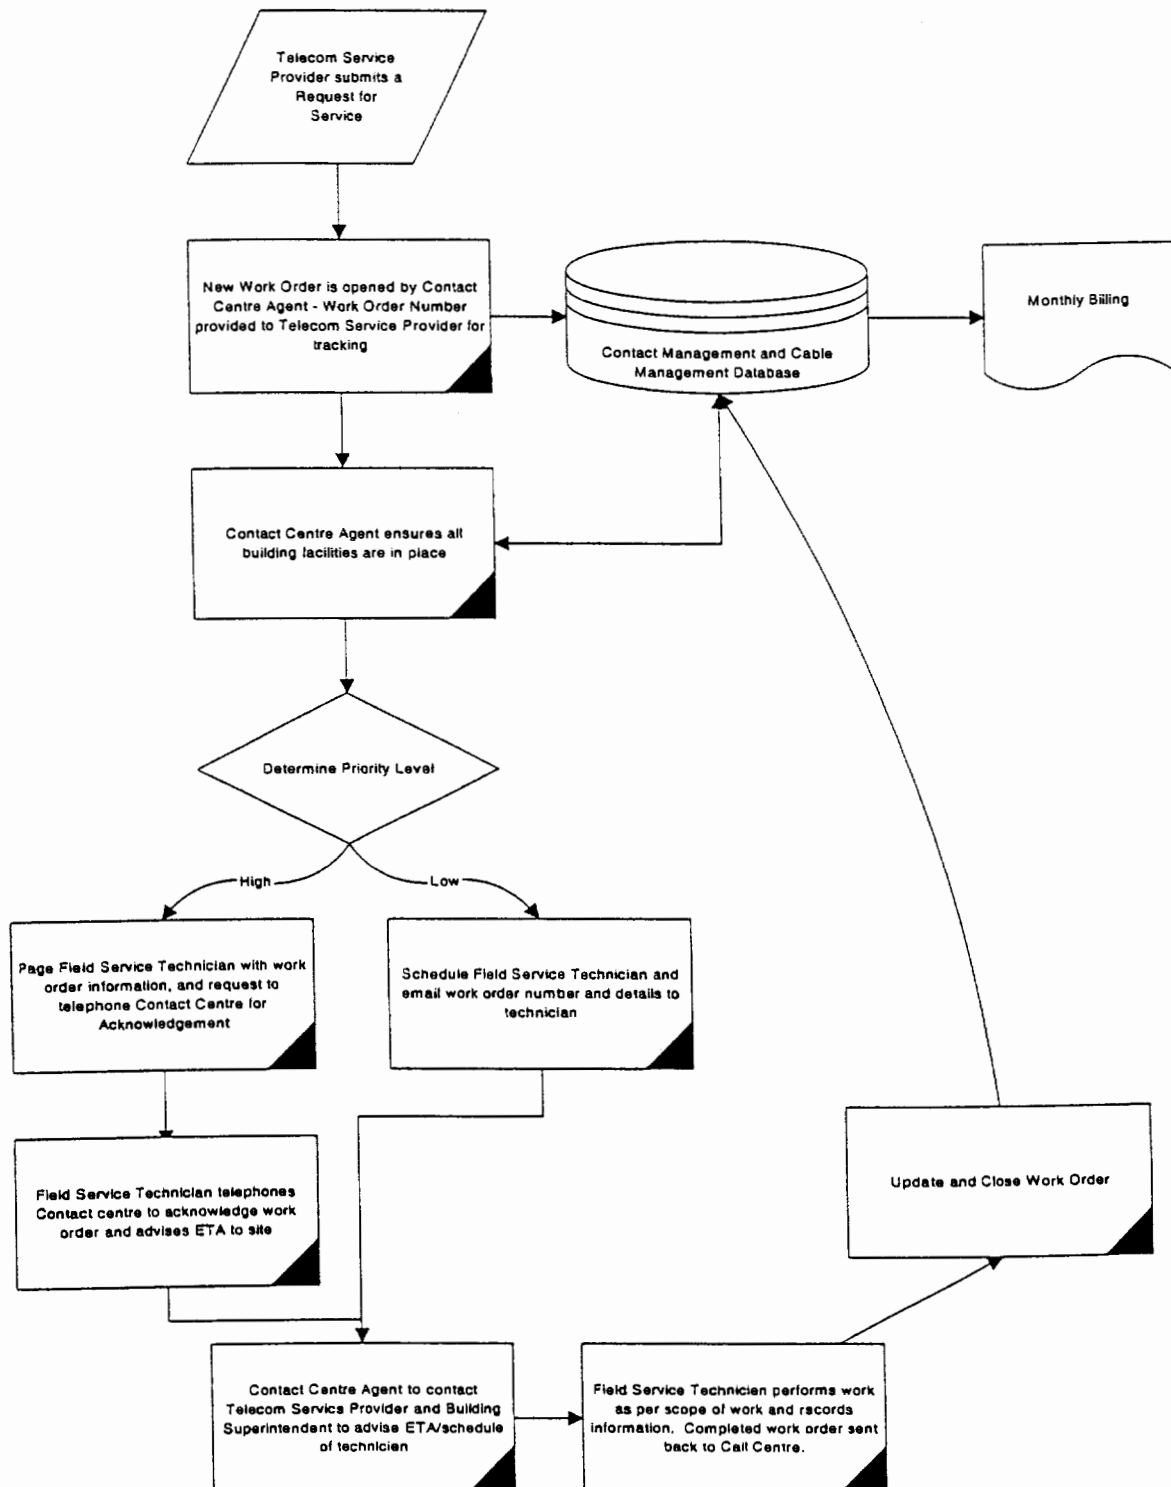 Telecom Service
Provider submits a
Request for
Service
New Work Order is opened by Contact
Centre Agent - Work Order Number
provided to Telecom Service Provider for
tracking
Contact Management and Cable
Management Database
Monthly Billing
Contact Centre Agent ensures all
building facilities are in place
Determine Priority Level
High
Low
Page Field Service Technician with work
order information, and request to
telephone Contact Centre for
Acknowledgement
Schedule Field Service Technician and
email work order number and details to
technician
Field Service Technician telephones
Contact centre to acknowledge work
order and advises ETA to site
Update and Close Work Order
Contact Centre Agent to contact
Telecom Service Provider and Building
Superintendent to advise ETA/schedule
of technician
Field Service Technician performs work
as per scope of work and records
information. Completed work order sent
back to Call Centre.